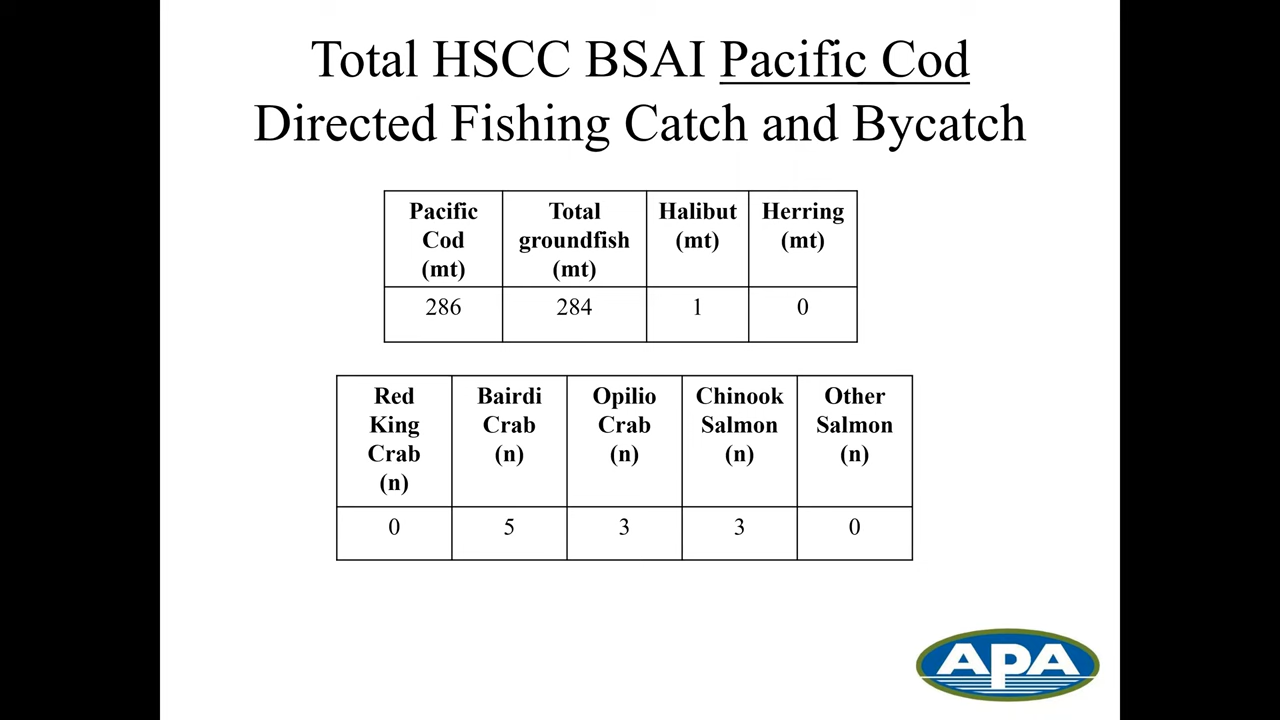 Total HSCC BSAI Pacific Cod
Directed Fishing Catch and Bycatch
Pacific Cod (mt) Total groundfish (mt) Halibut (mt) Herring (mt)
286 284 1 0
Red King Crab (n) Bairdi Crab (n) Opilio Crab (n) Chinook Salmon (n) Other Salmon (n)
0 5 3 3 0
APA